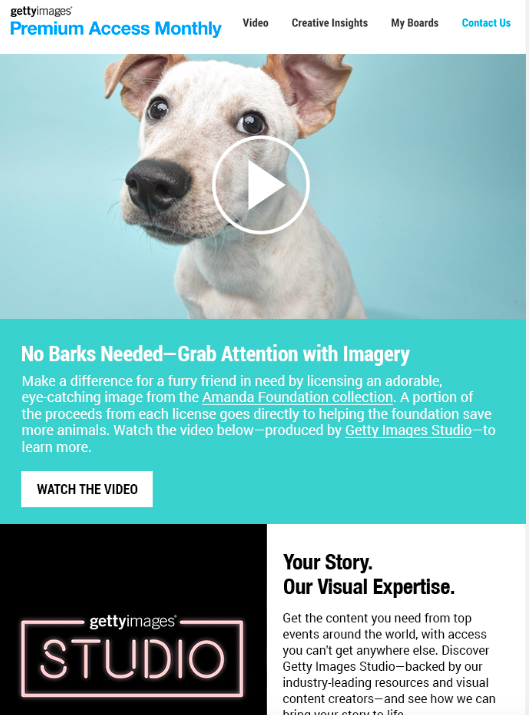 gettyimages®
Premium Access Monthly
Video Creative Insights My Boards Contact Us
No Barks Needed—Grab Attention with Imagery
Make a difference for a furry friend in need by licensing an adorable,
eye-catching image from the Amanda Foundation collection. A portion of
the proceeds from each license goes directly to helping the foundation save
more animals. Watch the video below—produced by Getty Images Studio—to
learn more.
WATCH THE VIDEO
gettyimages®
STUDIO
Your Story.
Our Visual Expertise.
Get the content you need from top
events around the world, with access
you can't get anywhere else. Discover
Getty Images Studio—backed by our
industry-leading resources and visual
content creators—and see how we can
bring your story to life.